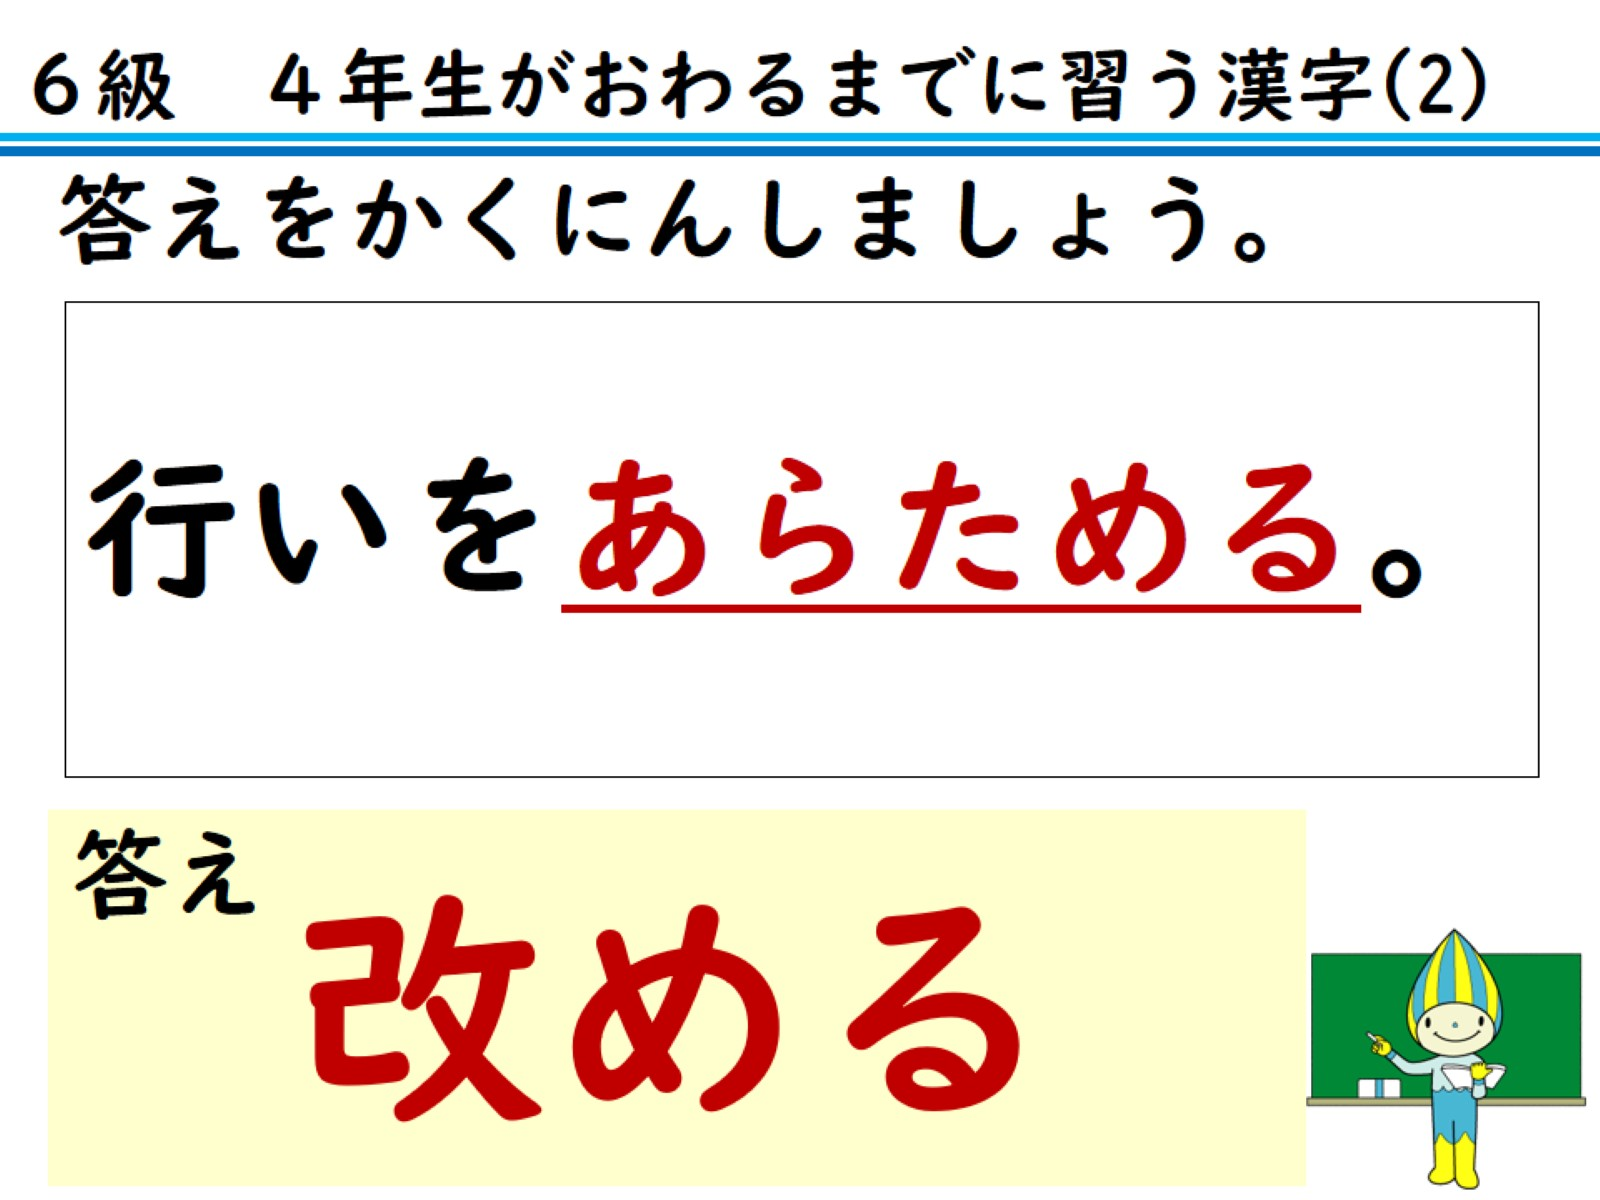 ６級　４年生がおわるまでに習う漢字(2)
答えをかくにんしましょう。
行いをあらためる。
答え
改める